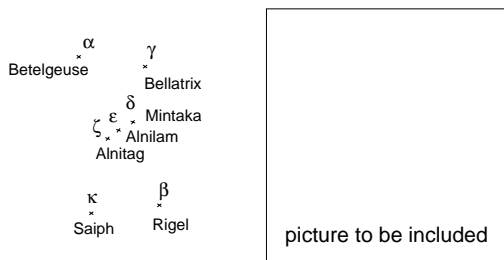 α γ
Betelgeuse
Bellatrix
δ
ε Mintaka
ζ Alnilam
Alnitag
κ β
Saiph Rigel
picture to be included